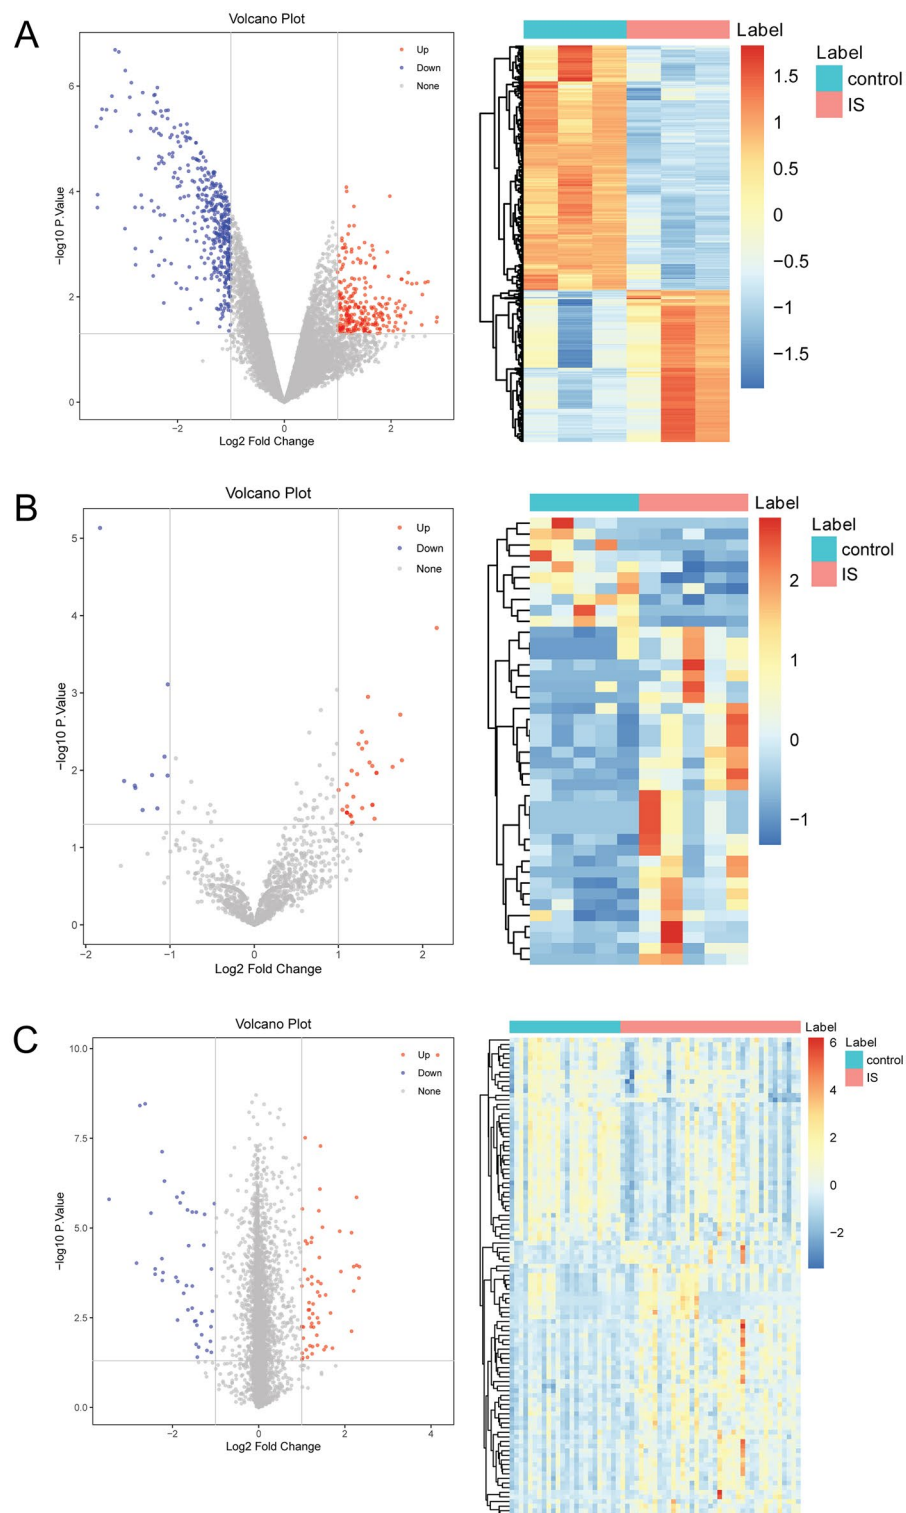 A
Volcano Plot
Up
Down
None
6
4
2
0
−log10 P.Value
−2
0
2
Log2 Fold Change
Label
1.5
1
0.5
0
−0.5
−1
−1.5
Label
control
IS
B
Volcano Plot
Up
Down
None
5
4
3
2
1
0
−log10 P.Value
−2
−1
0
1
2
Log2 Fold Change
Label
2
1
0
−1
Label
control
IS
C
Volcano Plot
Up
Down
None
10.0
7.5
5.0
2.5
0.0
−log10 P.Value
−2
0
2
4
Log2 Fold Change
Label
6
4
2
0
−2
Label
control
IS